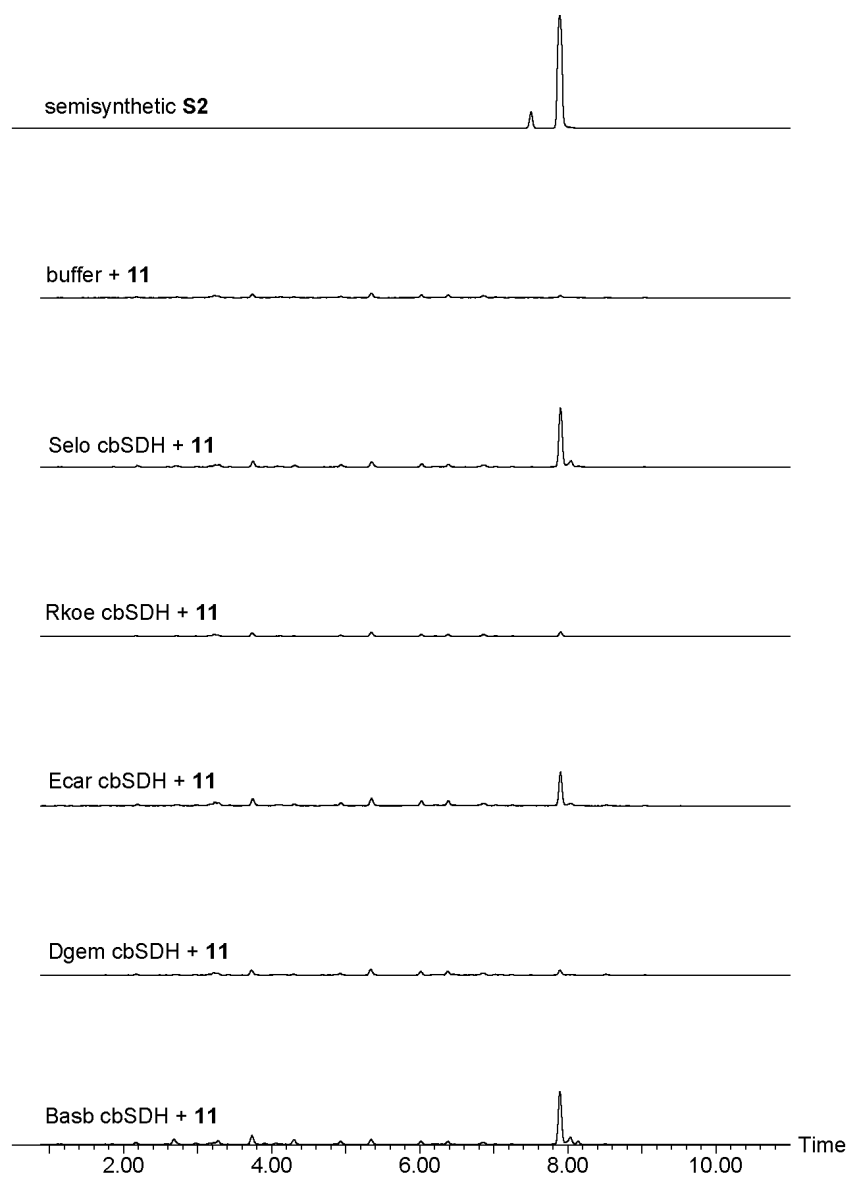 semisynthetic S2
buffer + 11
Selo cbSDH + 11
Rkoe cbSDH + 11
Ecar cbSDH + 11
Dgem cbSDH + 11
Basb cbSDH + 11
Time
2.00 4.00 6.00 8.00 10.00